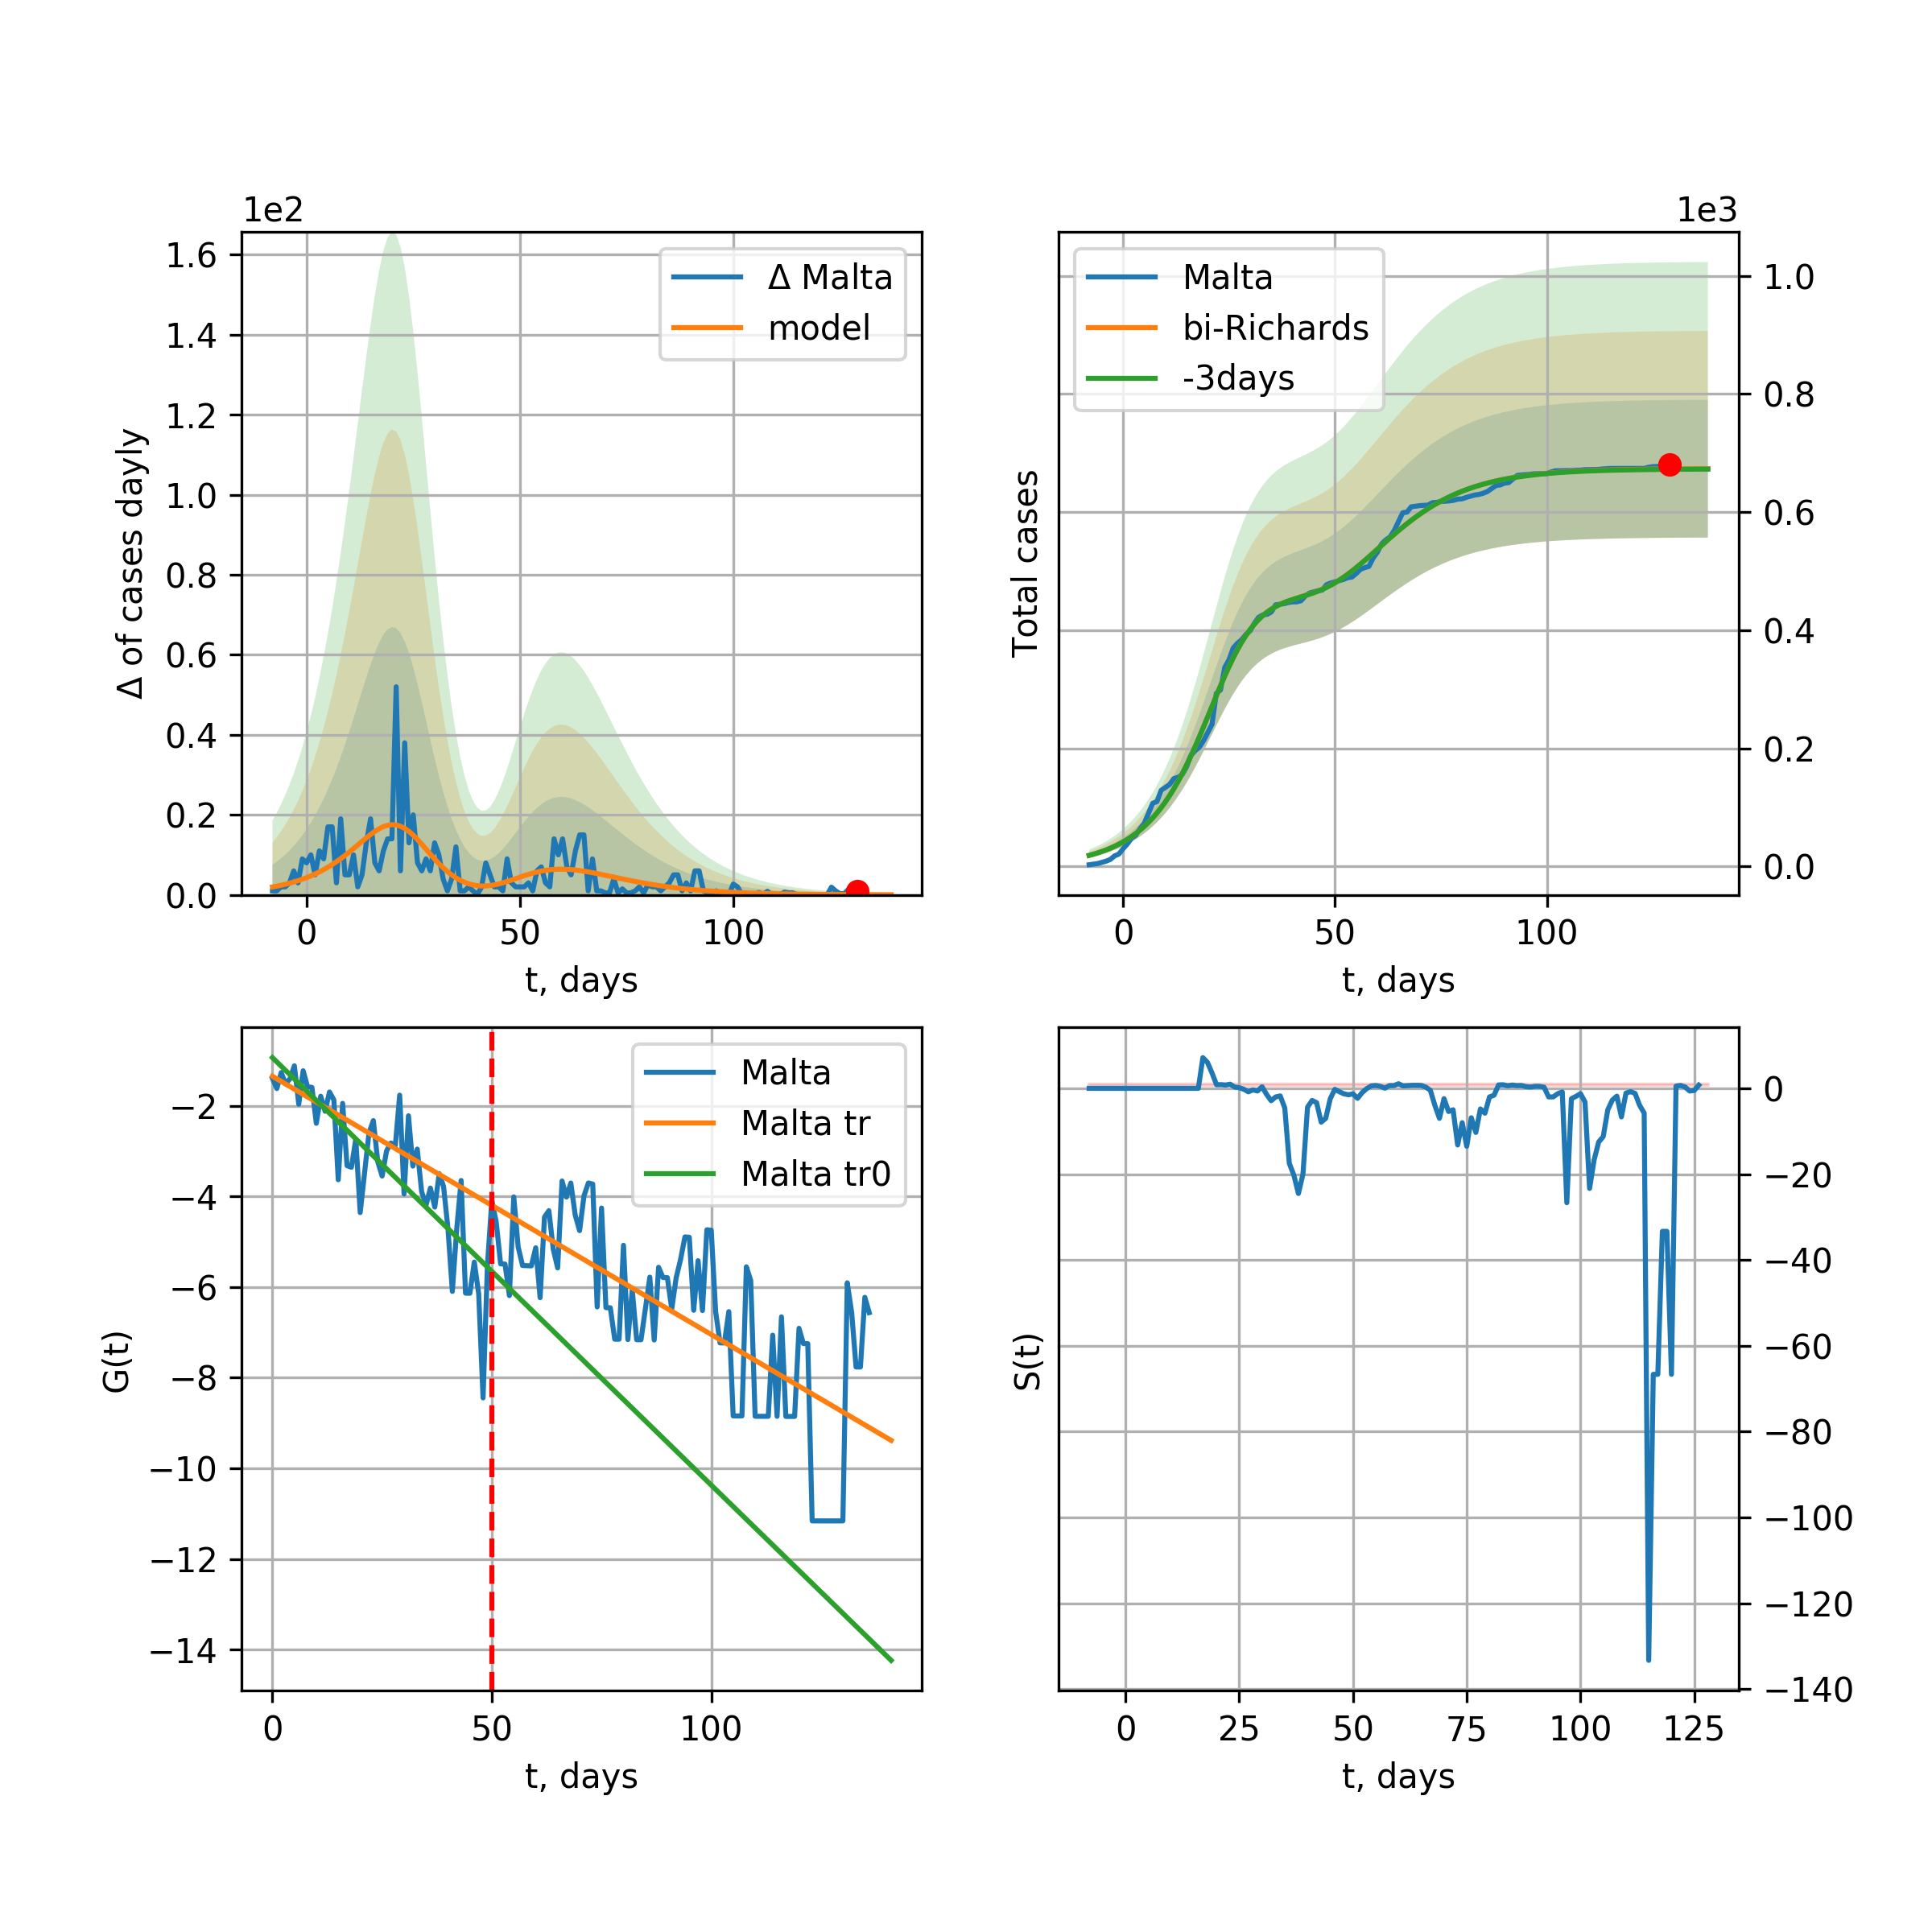 1e2
1.6
1.4
1.2
1.0
0.8
0.6
0.4
0.2
0.0
Δ of cases dayly
Δ Malta
model
0 50 100
t, days
1e3
Malta
bi-Richards
-3days
Total cases
1.0
0.8
0.6
0.4
0.2
0.0
0 50 100
t, days
−2
−4
−6
−8
−10
−12
−14
G(t)
Malta
Malta tr
Malta tr0
0 50 100
t, days
S(t)
0
−20
−40
−60
−80
−100
−120
−140
0 25 50 75 100 125
t, days